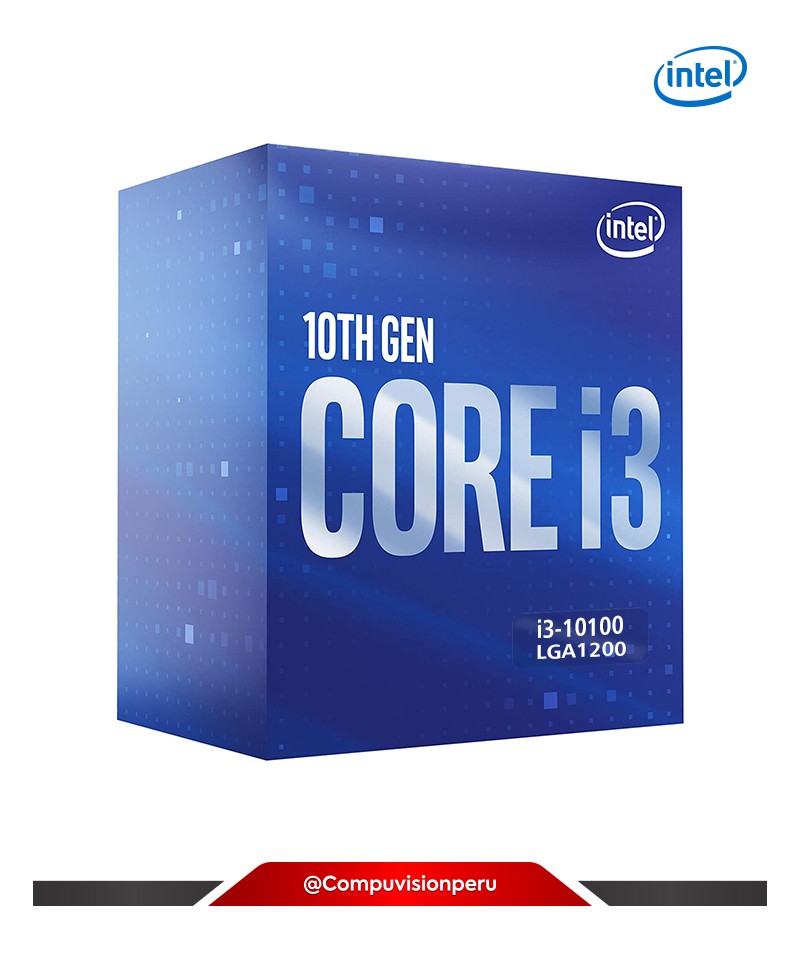 intel
intel
10TH GEN
CORE i3
i3-10100
LGA1200
@Compuvisionperu